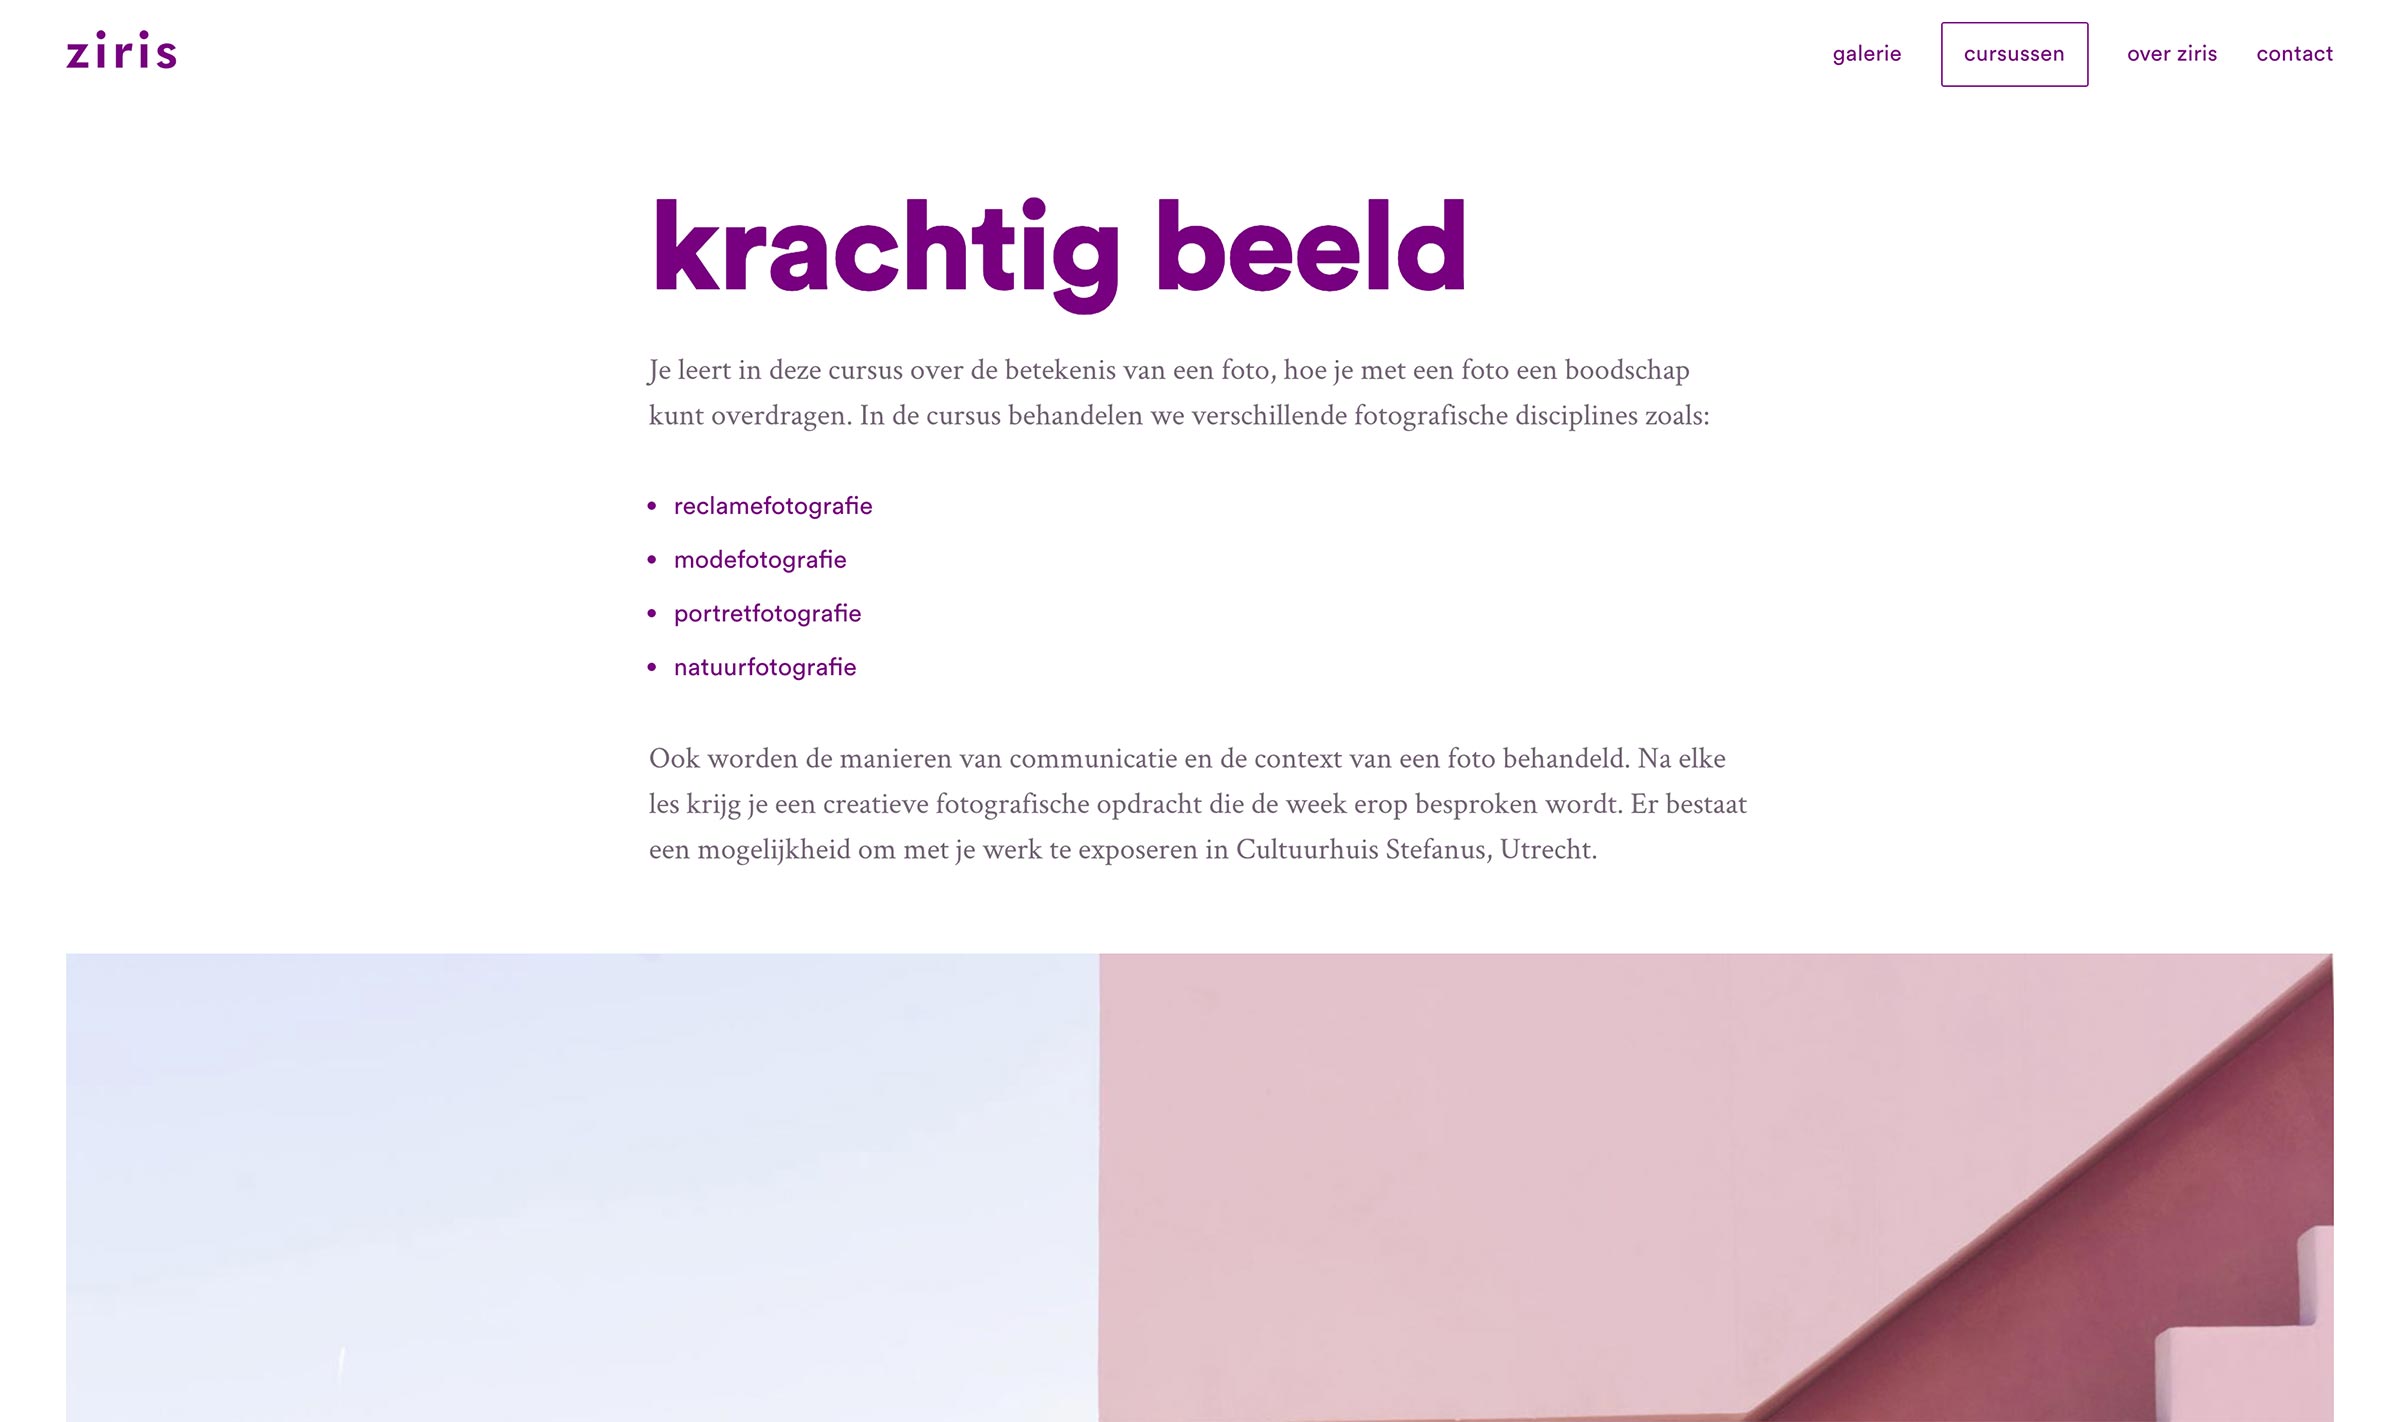 ziris
galerie
cursussen
over ziris
contact
krachtig beeld
Je leert in deze cursus over de betekenis van een foto, hoe je met een foto een boodschap
kunt overdragen. In de cursus behandelen we verschillende fotografische disciplines zoals:
• reclamefotografie
• modefotografie
• portretfotografie
• natuurfotografie
Ook worden de manieren van communicatie en de context van een foto behandeld. Na elke
les krijg je een creatieve fotografische opdracht die de week erop besproken wordt. Er bestaat
een mogelijkheid om met je werk te exposeren in Cultuurhuis Stefanus, Utrecht.